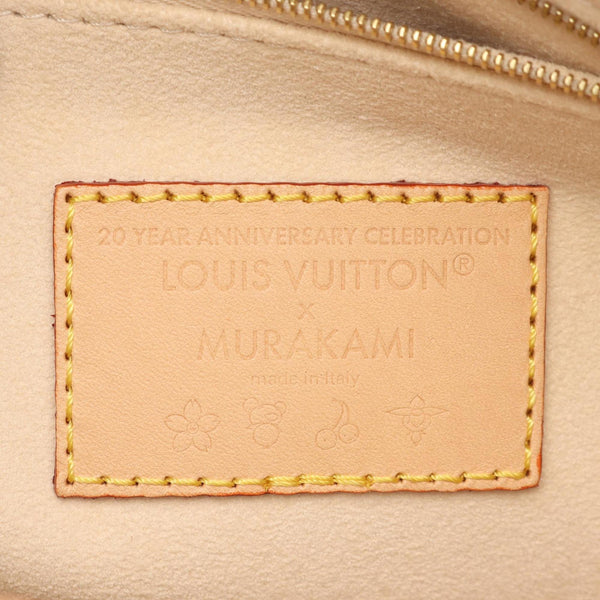 20 YEAR ANNIVERSARY CELEBRATION
LOUIS VUITTON®
x
MURAKAMI
made in Italy